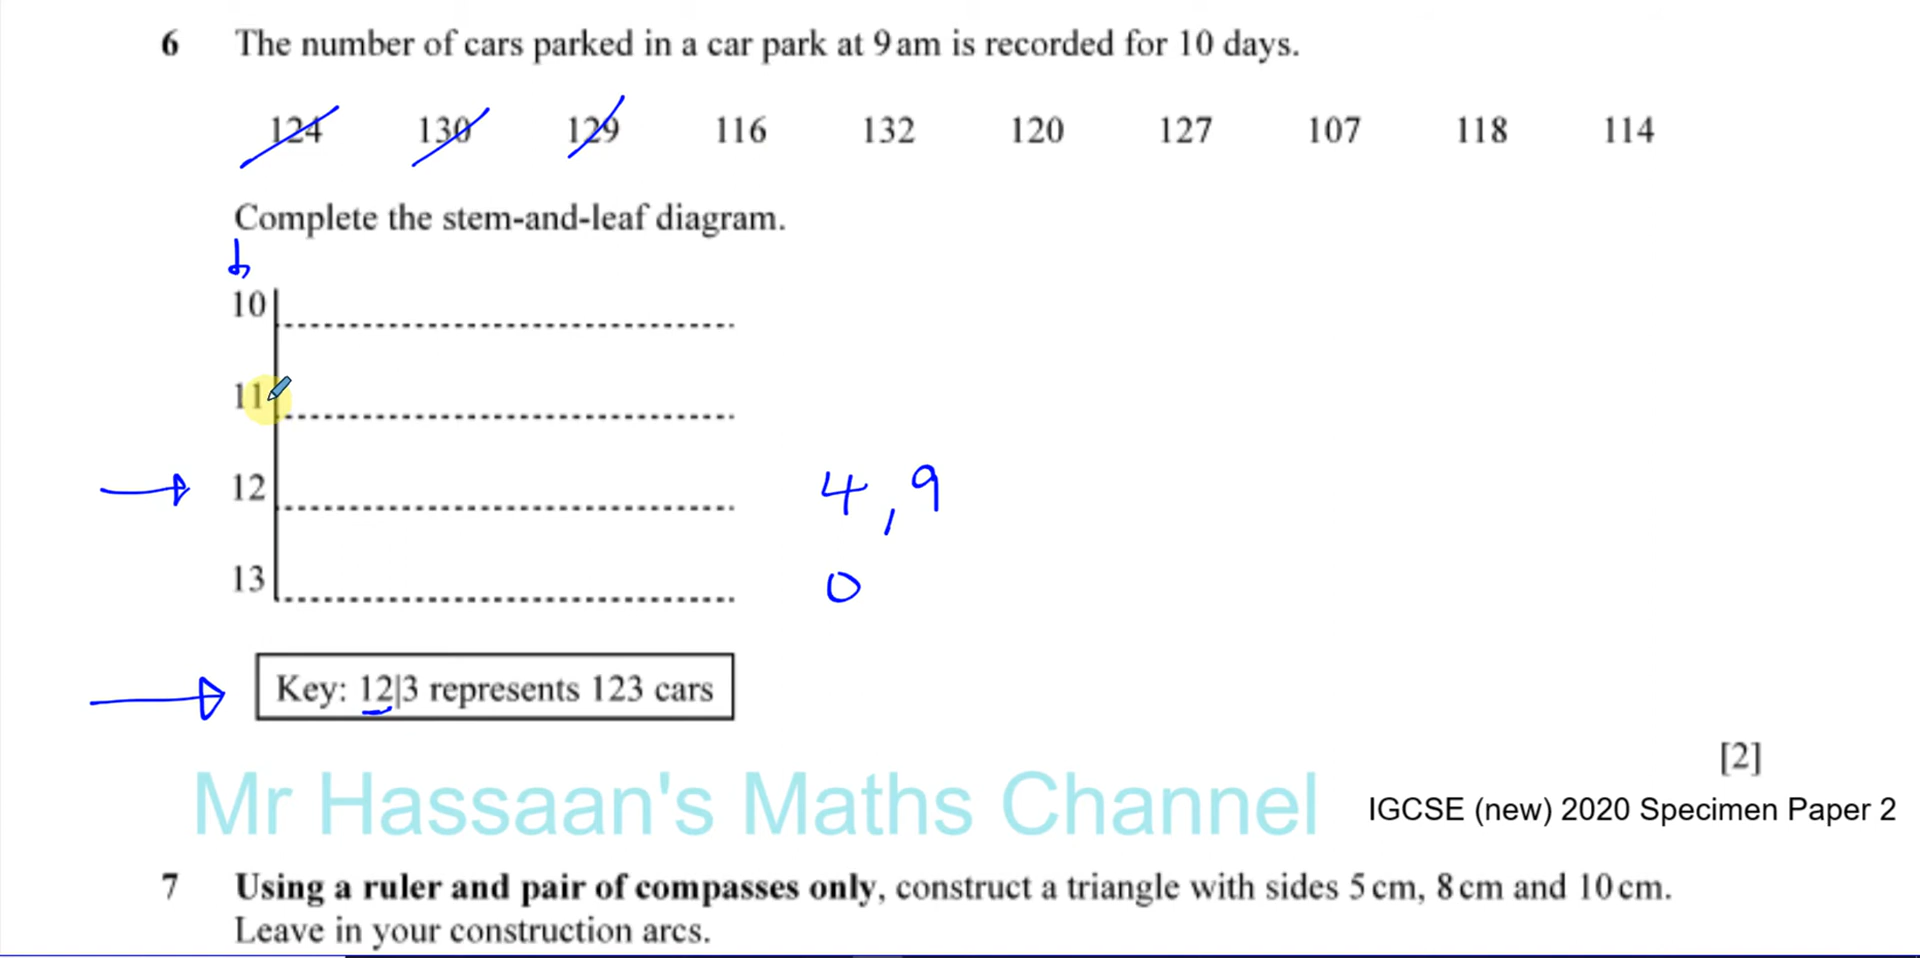 6 The number of cars parked in a car park at 9 am is recorded for 10 days.
124 130 129 116 132 120 127 107 118 114
Complete the stem-and-leaf diagram.
10
11
12 4, 9
13 0
Key: 12|3 represents 123 cars
[2]
Mr Hassaan's Maths Channel
IGCSE (new) 2020 Specimen Paper 2
7 Using a ruler and pair of compasses only, construct a triangle with sides 5 cm, 8 cm and 10 cm.
Leave in your construction arcs.